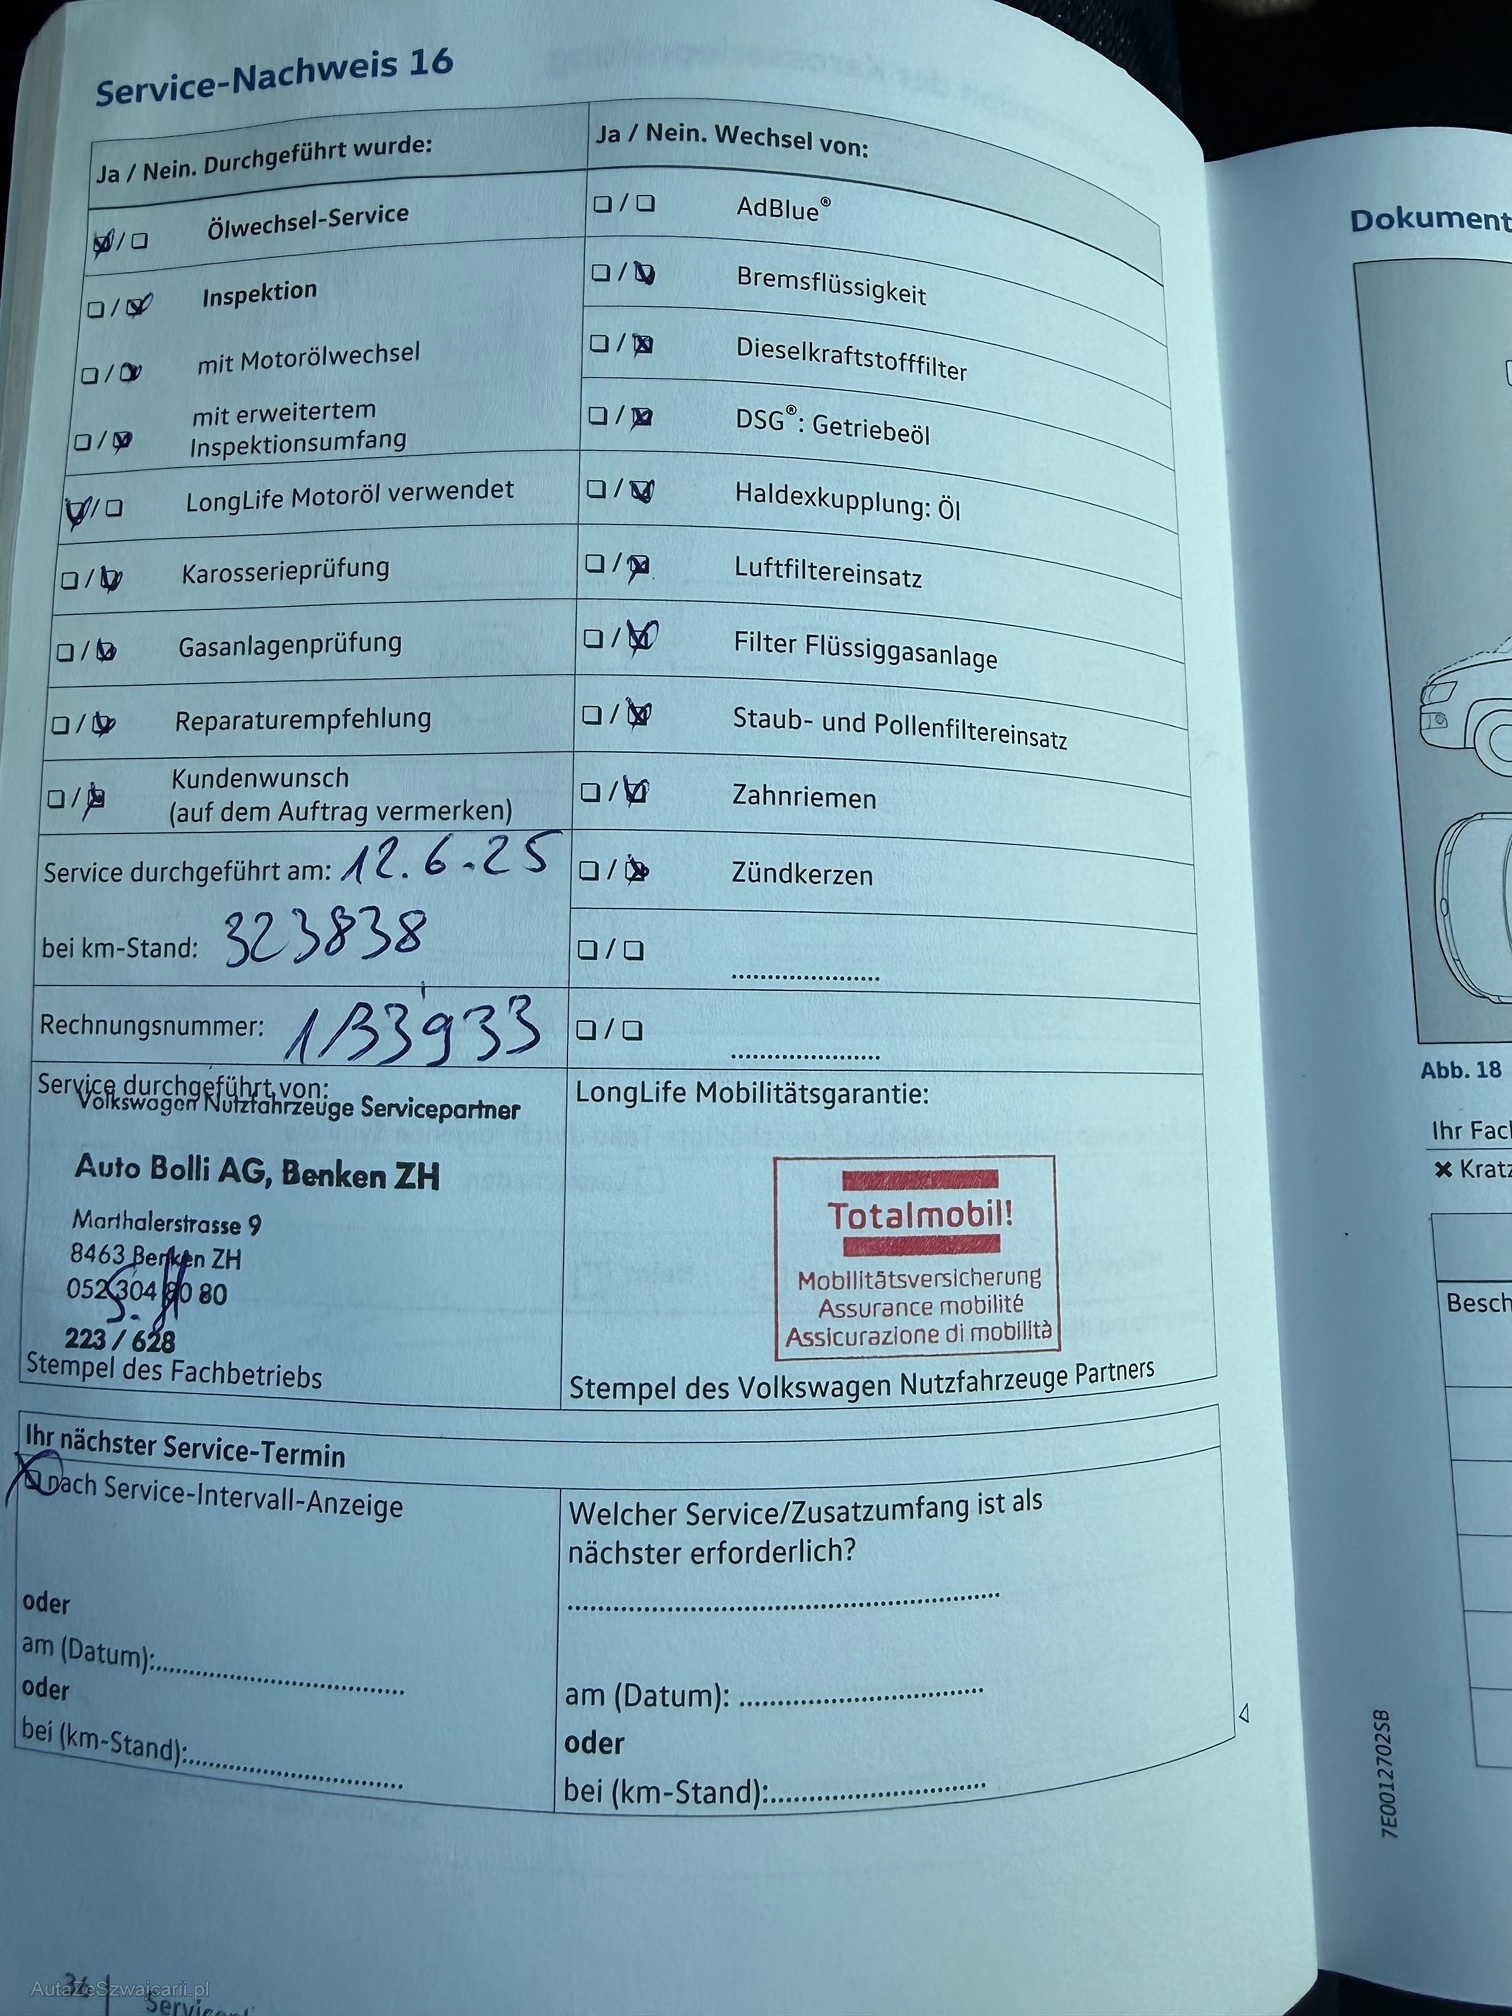 Service-Nachweis 16
Ja / Nein. Durchgeführt wurde:
Ölwechsel-Service
Inspektion
mit Motorölwechsel
mit erweitertem
Inspektionsumfang
LongLife Motoröl verwendet
Karosserieprüfung
Gasanlagenprüfung
Reparaturempfehlung
Kundenwunsch
(auf dem Auftrag vermerken)
Service durchgeführt am: 12.6.25
bei km-Stand: 323838
Rechnungsnummer: 133933
Service durchgeführt von:
Volkswagen Nutzfahrzeuge Servicepartner
Auto Bolli AG, Benken ZH
Marthalerstrasse 9
8463 Benken ZH
052 304 80 80
223 / 628
Stempel des Fachbetriebs
Ja / Nein. Wechsel von:
AdBlue®
Bremsflüssigkeit
Dieselkraftstofffilter
DSG®: Getriebeöl
Haldexkupplung: Öl
Luftfiltereinsatz
Filter Flüssiggasanlage
Staub- und Pollenfiltereinsatz
Zahnriemen
Zündkerzen
LongLife Mobilitätsgarantie:
Totalmobil!
Mobilitätsversicherung
Assurance mobilité
Assicurazione di mobilità
Stempel des Volkswagen Nutzfahrzeuge Partners
Ihr nächster Service-Termin
nach Service-Intervall-Anzeige
oder
am (Datum):
oder
bei (km-Stand):
Welcher Service/Zusatzumfang ist als
nächster erforderlich?
am (Datum):
oder
bei (km-Stand):
Dokument
Abb. 18
Ihr Fac
✖ Kratz
Besch
7E0012702SB
AutaZeSzwajcarii.pl